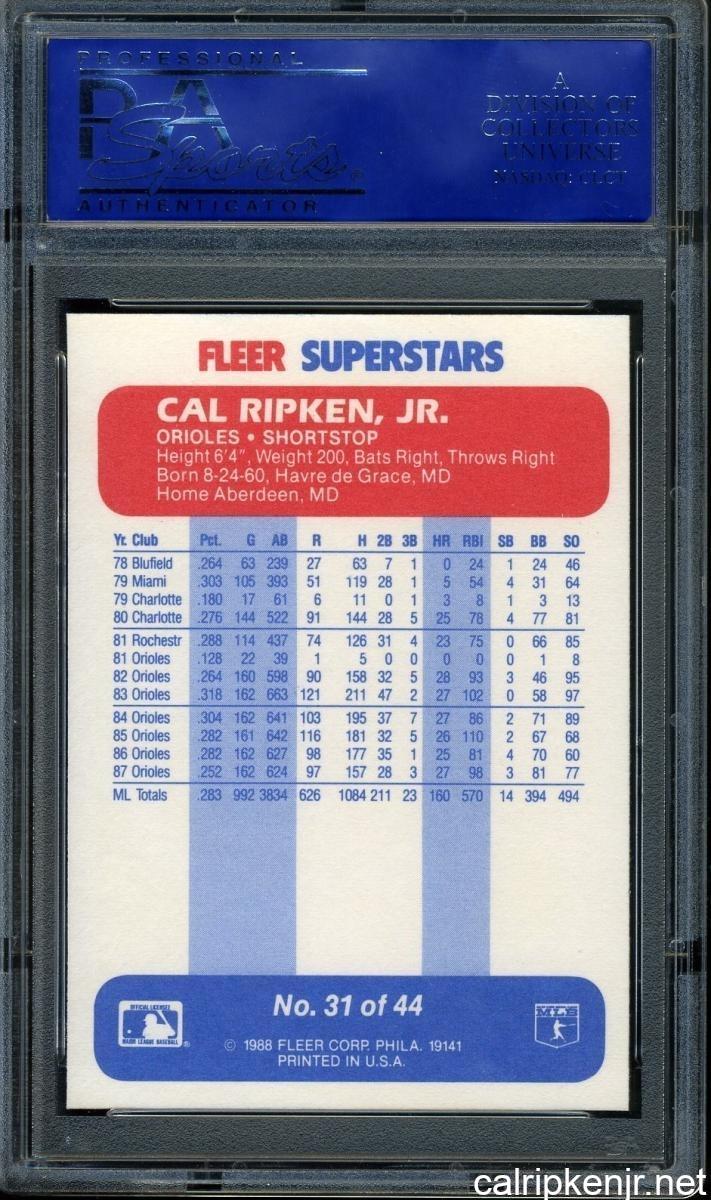 PROFESSIONAL
PSA
Sports
AUTHENTICATOR
A
DIVISION OF
COLLECTORS
UNIVERSE
NASDAQ: CLCT
FLEER SUPERSTARS
CAL RIPKEN, JR.
ORIOLES • SHORTSTOP
Height 6'4", Weight 200, Bats Right, Throws Right
Born 8-24-60, Havre de Grace, MD
Home Aberdeen, MD
Yr. Club Pct. G AB R H 2B 3B HR RBI SB BB SO
78 Blufield .264 63 239 27 63 7 1 0 24 1 24 46
79 Miami .303 105 393 51 119 28 1 5 54 4 31 64
79 Charlotte .180 17 61 6 11 0 1 3 8 1 3 13
80 Charlotte .276 144 522 91 144 28 5 25 78 4 77 81
81 Rochestr .288 114 437 74 126 31 4 23 75 0 66 85
81 Orioles .128 22 39 1 5 0 0 0 0 0 1 8
82 Orioles .264 160 598 90 158 32 5 28 93 3 46 95
83 Orioles .318 162 663 121 211 47 2 27 102 0 58 97
84 Orioles .304 162 641 103 195 37 7 27 86 2 71 89
85 Orioles .282 161 642 116 181 32 5 26 110 2 67 68
86 Orioles .282 162 627 98 177 35 1 25 81 4 70 60
87 Orioles .252 162 624 97 157 28 3 27 98 3 81 77
ML Totals .283 992 3834 626 1084 211 23 160 570 14 394 494
No. 31 of 44
OFFICIAL LICENSEE
MAJOR LEAGUE BASEBALL
®
MLB
© 1988 FLEER CORP. PHILA. 19141
PRINTED IN U.S.A.
calripkenjr.net